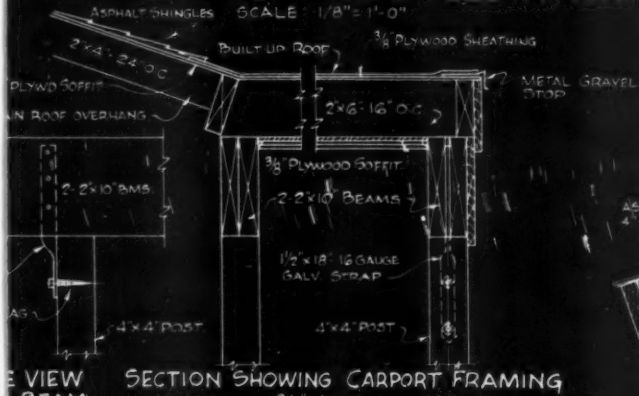 ASPHALT SHINGLES SCALE: 1/8" = 1'-0"
2"x4"-24" O.C.
BUILT UP ROOF
3/8" PLYWOOD SHEATHING
PLYWD SOFFIT
METAL GRAVEL
STOP
ROOF OVERHANG
2"x6"-16" O.C.
3/8" PLYWOOD SOFFIT
2-2"x10" BMS.
2-2"x10" BEAMS
1 1/2"x18"-16 GAUGE
GALV. STRAP
4"x4" POST
4"x4" POST
VIEW
SECTION SHOWING CARPORT FRAMING
BEAM